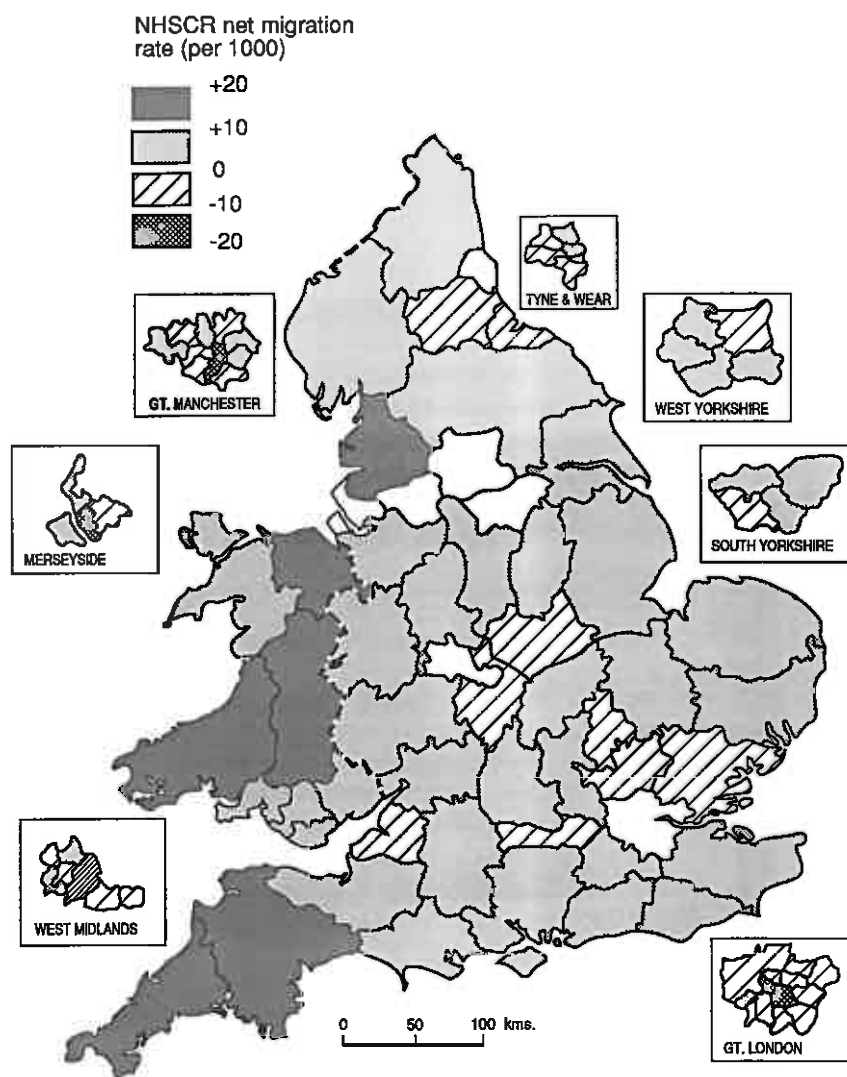 NHSCR net migration
rate (per 1000)
+20
+10
0
-10
-20
TYNE & WEAR
GT. MANCHESTER
WEST YORKSHIRE
MERSEYSIDE
SOUTH YORKSHIRE
WEST MIDLANDS
0 50 100 kms.
GT. LONDON